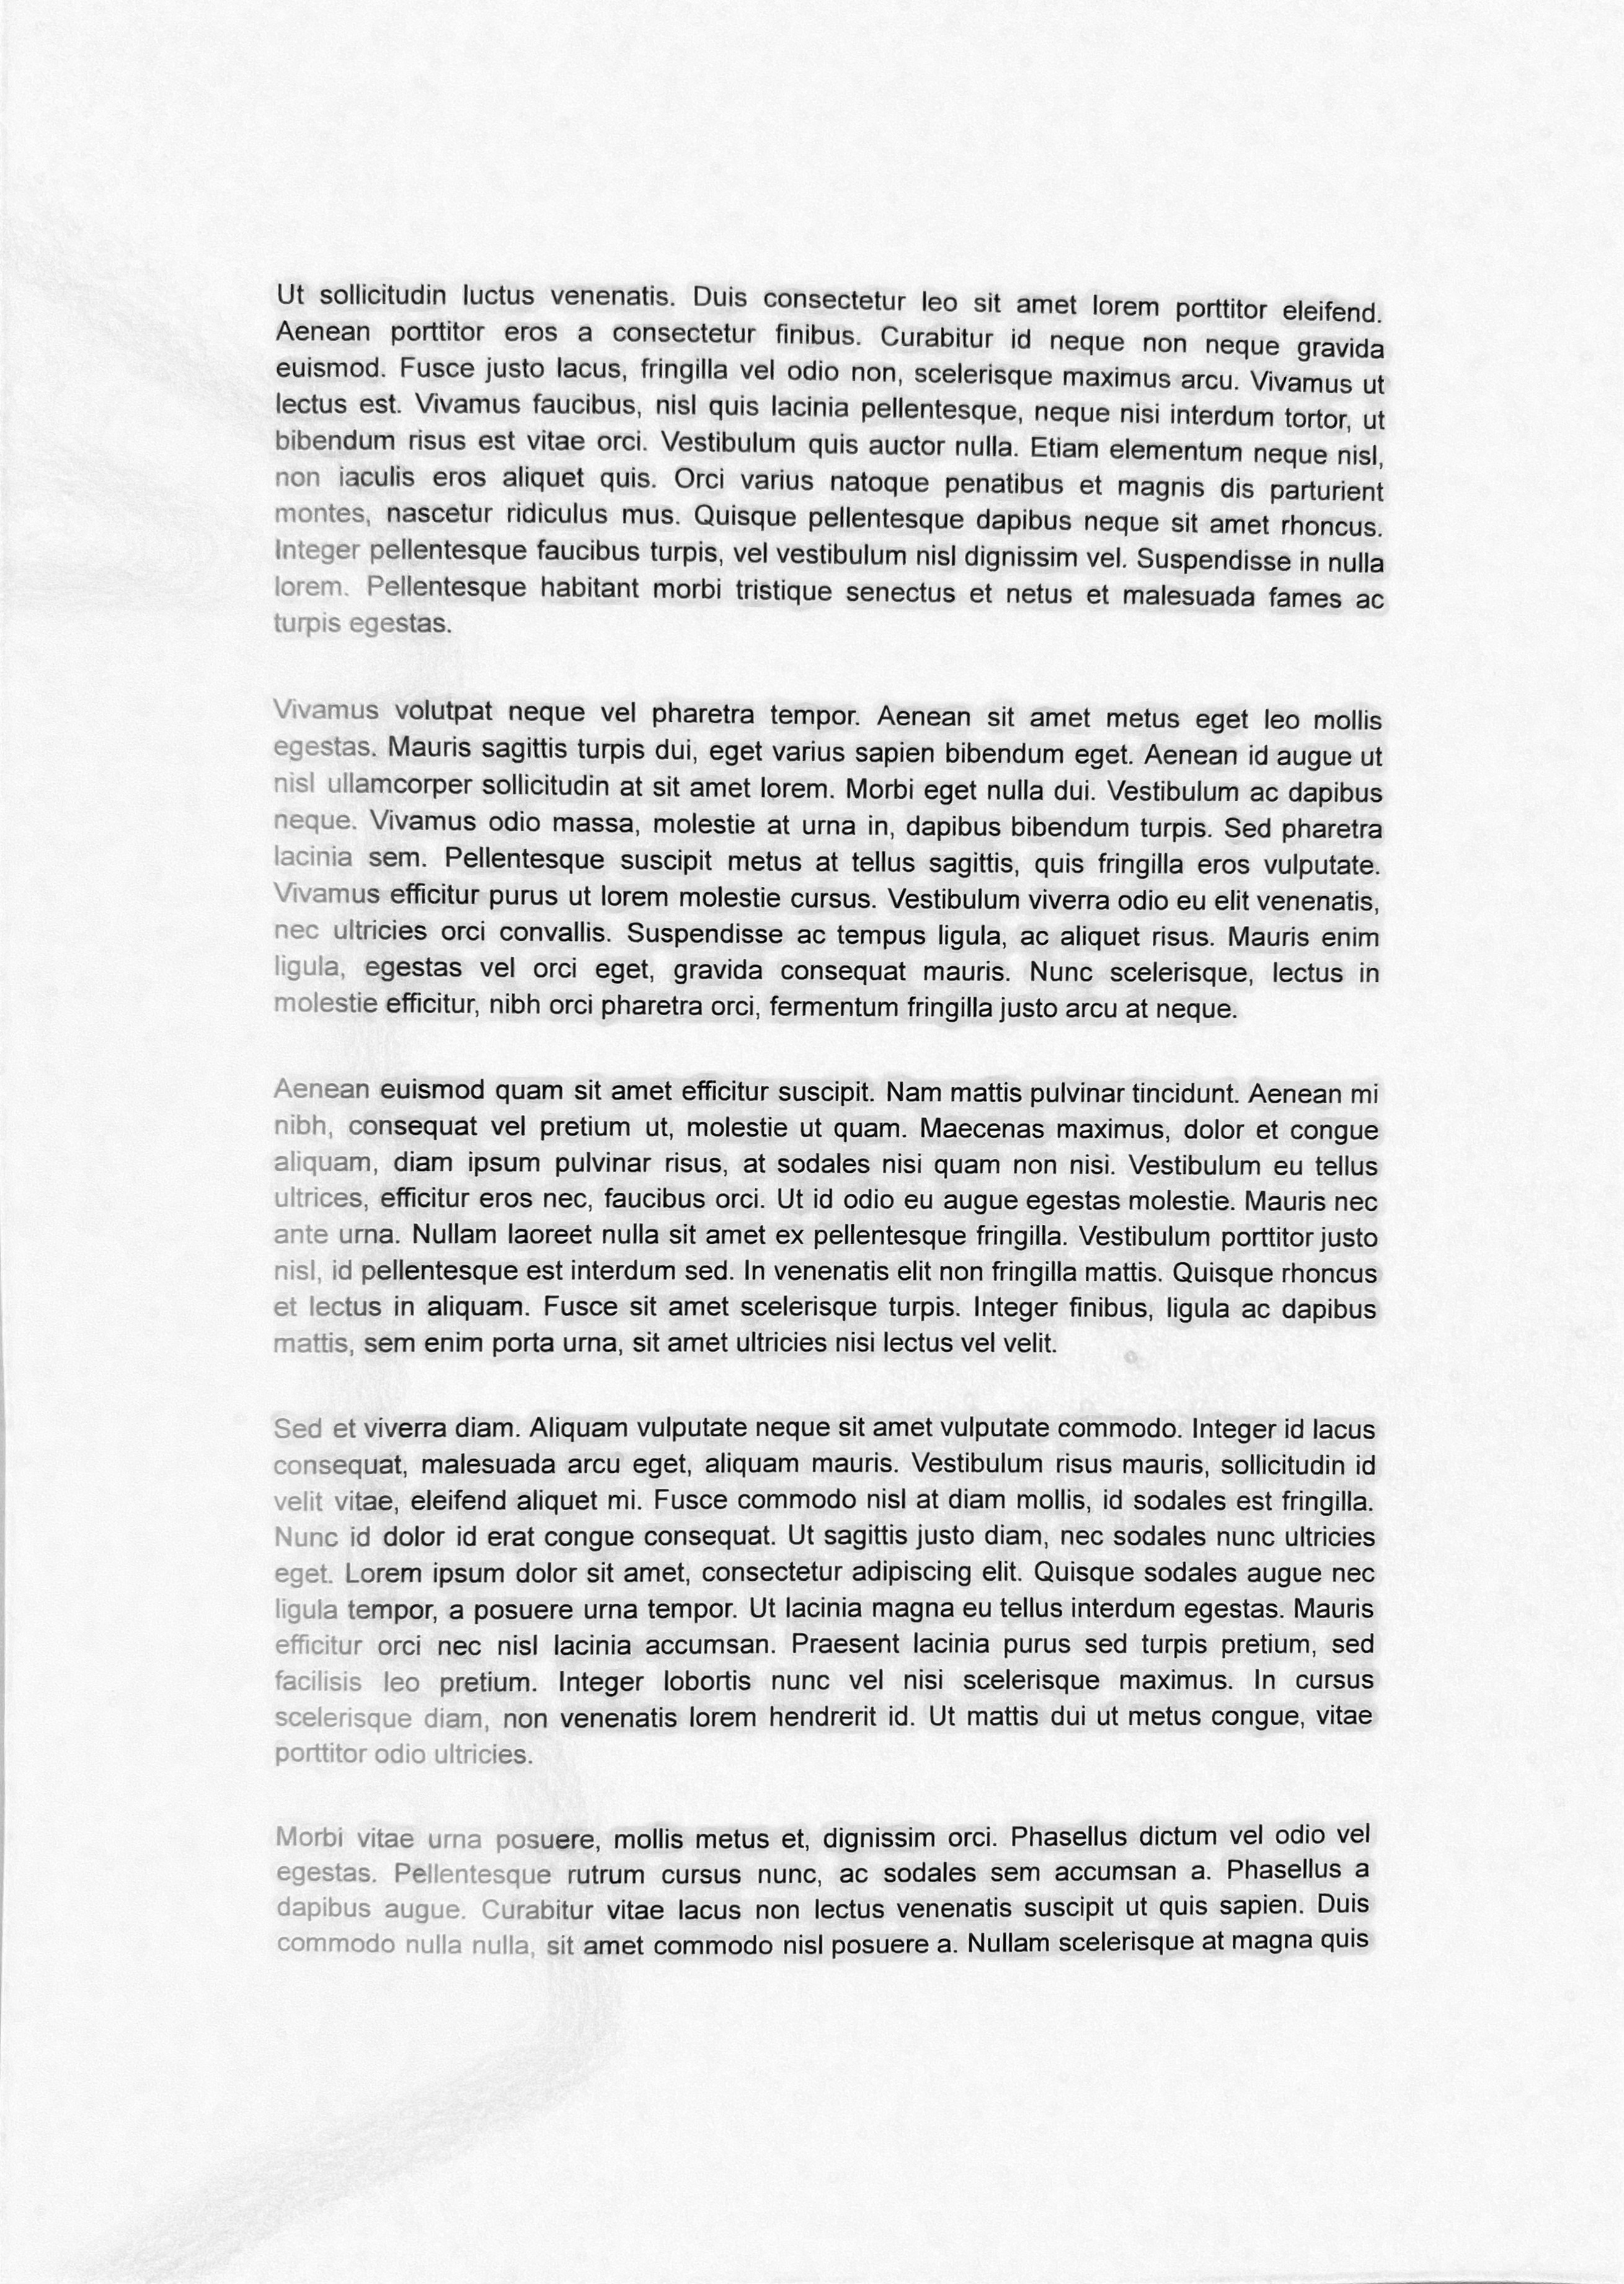 Ut sollicitudin luctus venenatis. Duis consectetur leo sit amet lorem porttitor eleifend.
Aenean porttitor eros a consectetur finibus. Curabitur id neque non neque gravida
euismod. Fusce justo lacus, fringilla vel odio non, scelerisque maximus arcu. Vivamus ut
lectus est. Vivamus faucibus, nisl quis lacinia pellentesque, neque nisi interdum tortor, ut
bibendum risus est vitae orci. Vestibulum quis auctor nulla. Etiam elementum neque nisl,
non iaculis eros aliquet quis. Orci varius natoque penatibus et magnis dis parturient
montes, nascetur ridiculus mus. Quisque pellentesque dapibus neque sit amet rhoncus.
Integer pellentesque faucibus turpis, vel vestibulum nisl dignissim vel. Suspendisse in nulla
lorem. Pellentesque habitant morbi tristique senectus et netus et malesuada fames ac
turpis egestas.
Vivamus volutpat neque vel pharetra tempor. Aenean sit amet metus eget leo mollis
egestas. Mauris sagittis turpis dui, eget varius sapien bibendum eget. Aenean id augue ut
nisl ullamcorper sollicitudin at sit amet lorem. Morbi eget nulla dui. Vestibulum ac dapibus
neque. Vivamus odio massa, molestie at urna in, dapibus bibendum turpis. Sed pharetra
lacinia sem. Pellentesque suscipit metus at tellus sagittis, quis fringilla eros vulputate.
Vivamus efficitur purus ut lorem molestie cursus. Vestibulum viverra odio eu elit venenatis,
nec ultricies orci convallis. Suspendisse ac tempus ligula, ac aliquet risus. Mauris enim
ligula, egestas vel orci eget, gravida consequat mauris. Nunc scelerisque, lectus in
molestie efficitur, nibh orci pharetra orci, fermentum fringilla justo arcu at neque.
Aenean euismod quam sit amet efficitur suscipit. Nam mattis pulvinar tincidunt. Aenean mi
nibh, consequat vel pretium ut, molestie ut quam. Maecenas maximus, dolor et congue
aliquam, diam ipsum pulvinar risus, at sodales nisi quam non nisi. Vestibulum eu tellus
ultrices, efficitur eros nec, faucibus orci. Ut id odio eu augue egestas molestie. Mauris nec
ante urna. Nullam laoreet nulla sit amet ex pellentesque fringilla. Vestibulum porttitor justo
nisl, id pellentesque est interdum sed. In venenatis elit non fringilla mattis. Quisque rhoncus
et lectus in aliquam. Fusce sit amet scelerisque turpis. Integer finibus, ligula ac dapibus
mattis, sem enim porta urna, sit amet ultricies nisi lectus vel velit.
Sed et viverra diam. Aliquam vulputate neque sit amet vulputate commodo. Integer id lacus
consequat, malesuada arcu eget, aliquam mauris. Vestibulum risus mauris, sollicitudin id
velit vitae, eleifend aliquet mi. Fusce commodo nisl at diam mollis, id sodales est fringilla.
Nunc id dolor id erat congue consequat. Ut sagittis justo diam, nec sodales nunc ultricies
eget. Lorem ipsum dolor sit amet, consectetur adipiscing elit. Quisque sodales augue nec
ligula tempor, a posuere urna tempor. Ut lacinia magna eu tellus interdum egestas. Mauris
efficitur orci nec nisl lacinia accumsan. Praesent lacinia purus sed turpis pretium, sed
facilisis leo pretium. Integer lobortis nunc vel nisi scelerisque maximus. In cursus
scelerisque diam, non venenatis lorem hendrerit id. Ut mattis dui ut metus congue, vitae
porttitor odio ultricies.
Morbi vitae urna posuere, mollis metus et, dignissim orci. Phasellus dictum vel odio vel
egestas. Pellentesque rutrum cursus nunc, ac sodales sem accumsan a. Phasellus a
dapibus augue. Curabitur vitae lacus non lectus venenatis suscipit ut quis sapien. Duis
commodo nulla nulla, sit amet commodo nisl posuere a. Nullam scelerisque at magna quis